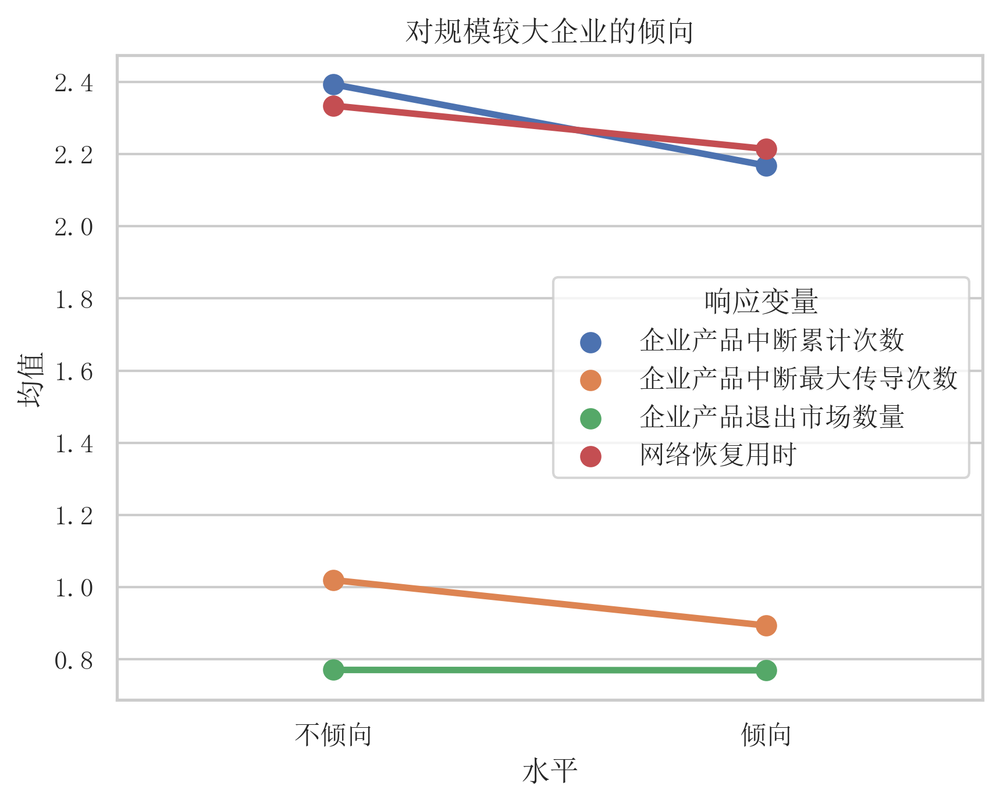 对规模较大企业的倾向
2.4
2.2
2.0
1.8
1.6
1.4
1.2
1.0
0.8
均值
响应变量
企业产品中断累计次数
企业产品中断最大传导次数
企业产品退出市场数量
网络恢复用时
不倾向
倾向
水平